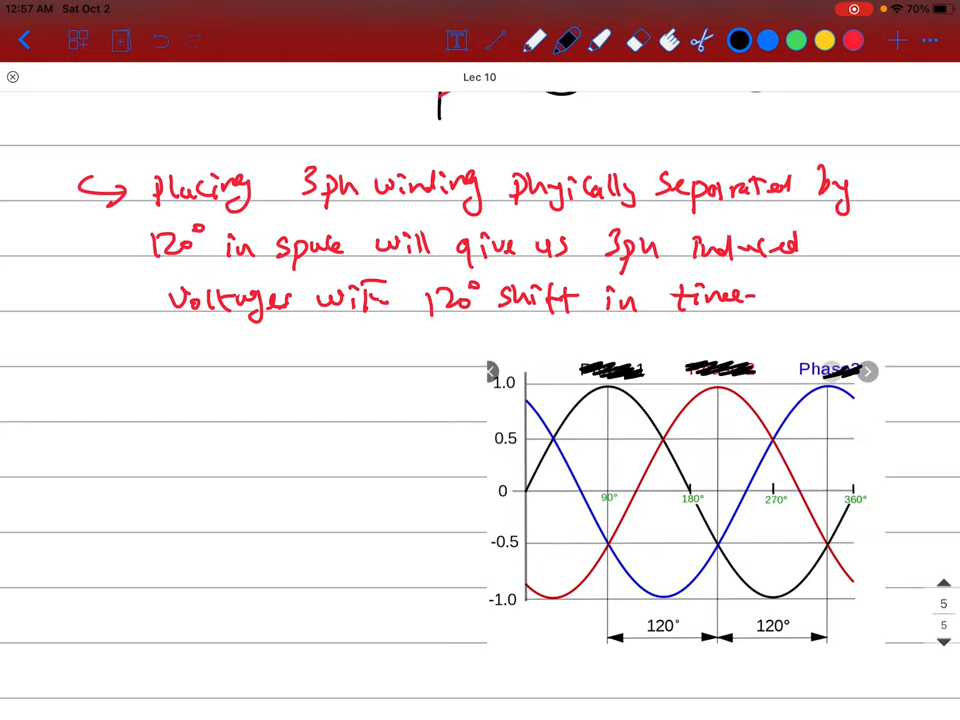 12:57 AM Sat Oct 2
70%
Lec 10
Placing 3ph winding physically separated by
120° in space will give us 3ph induced
voltages with 120° shift in time
Phase
1.0
0.5
0
90° 180° 270° 360°
-0.5
-1.0
120° 120°
5
5